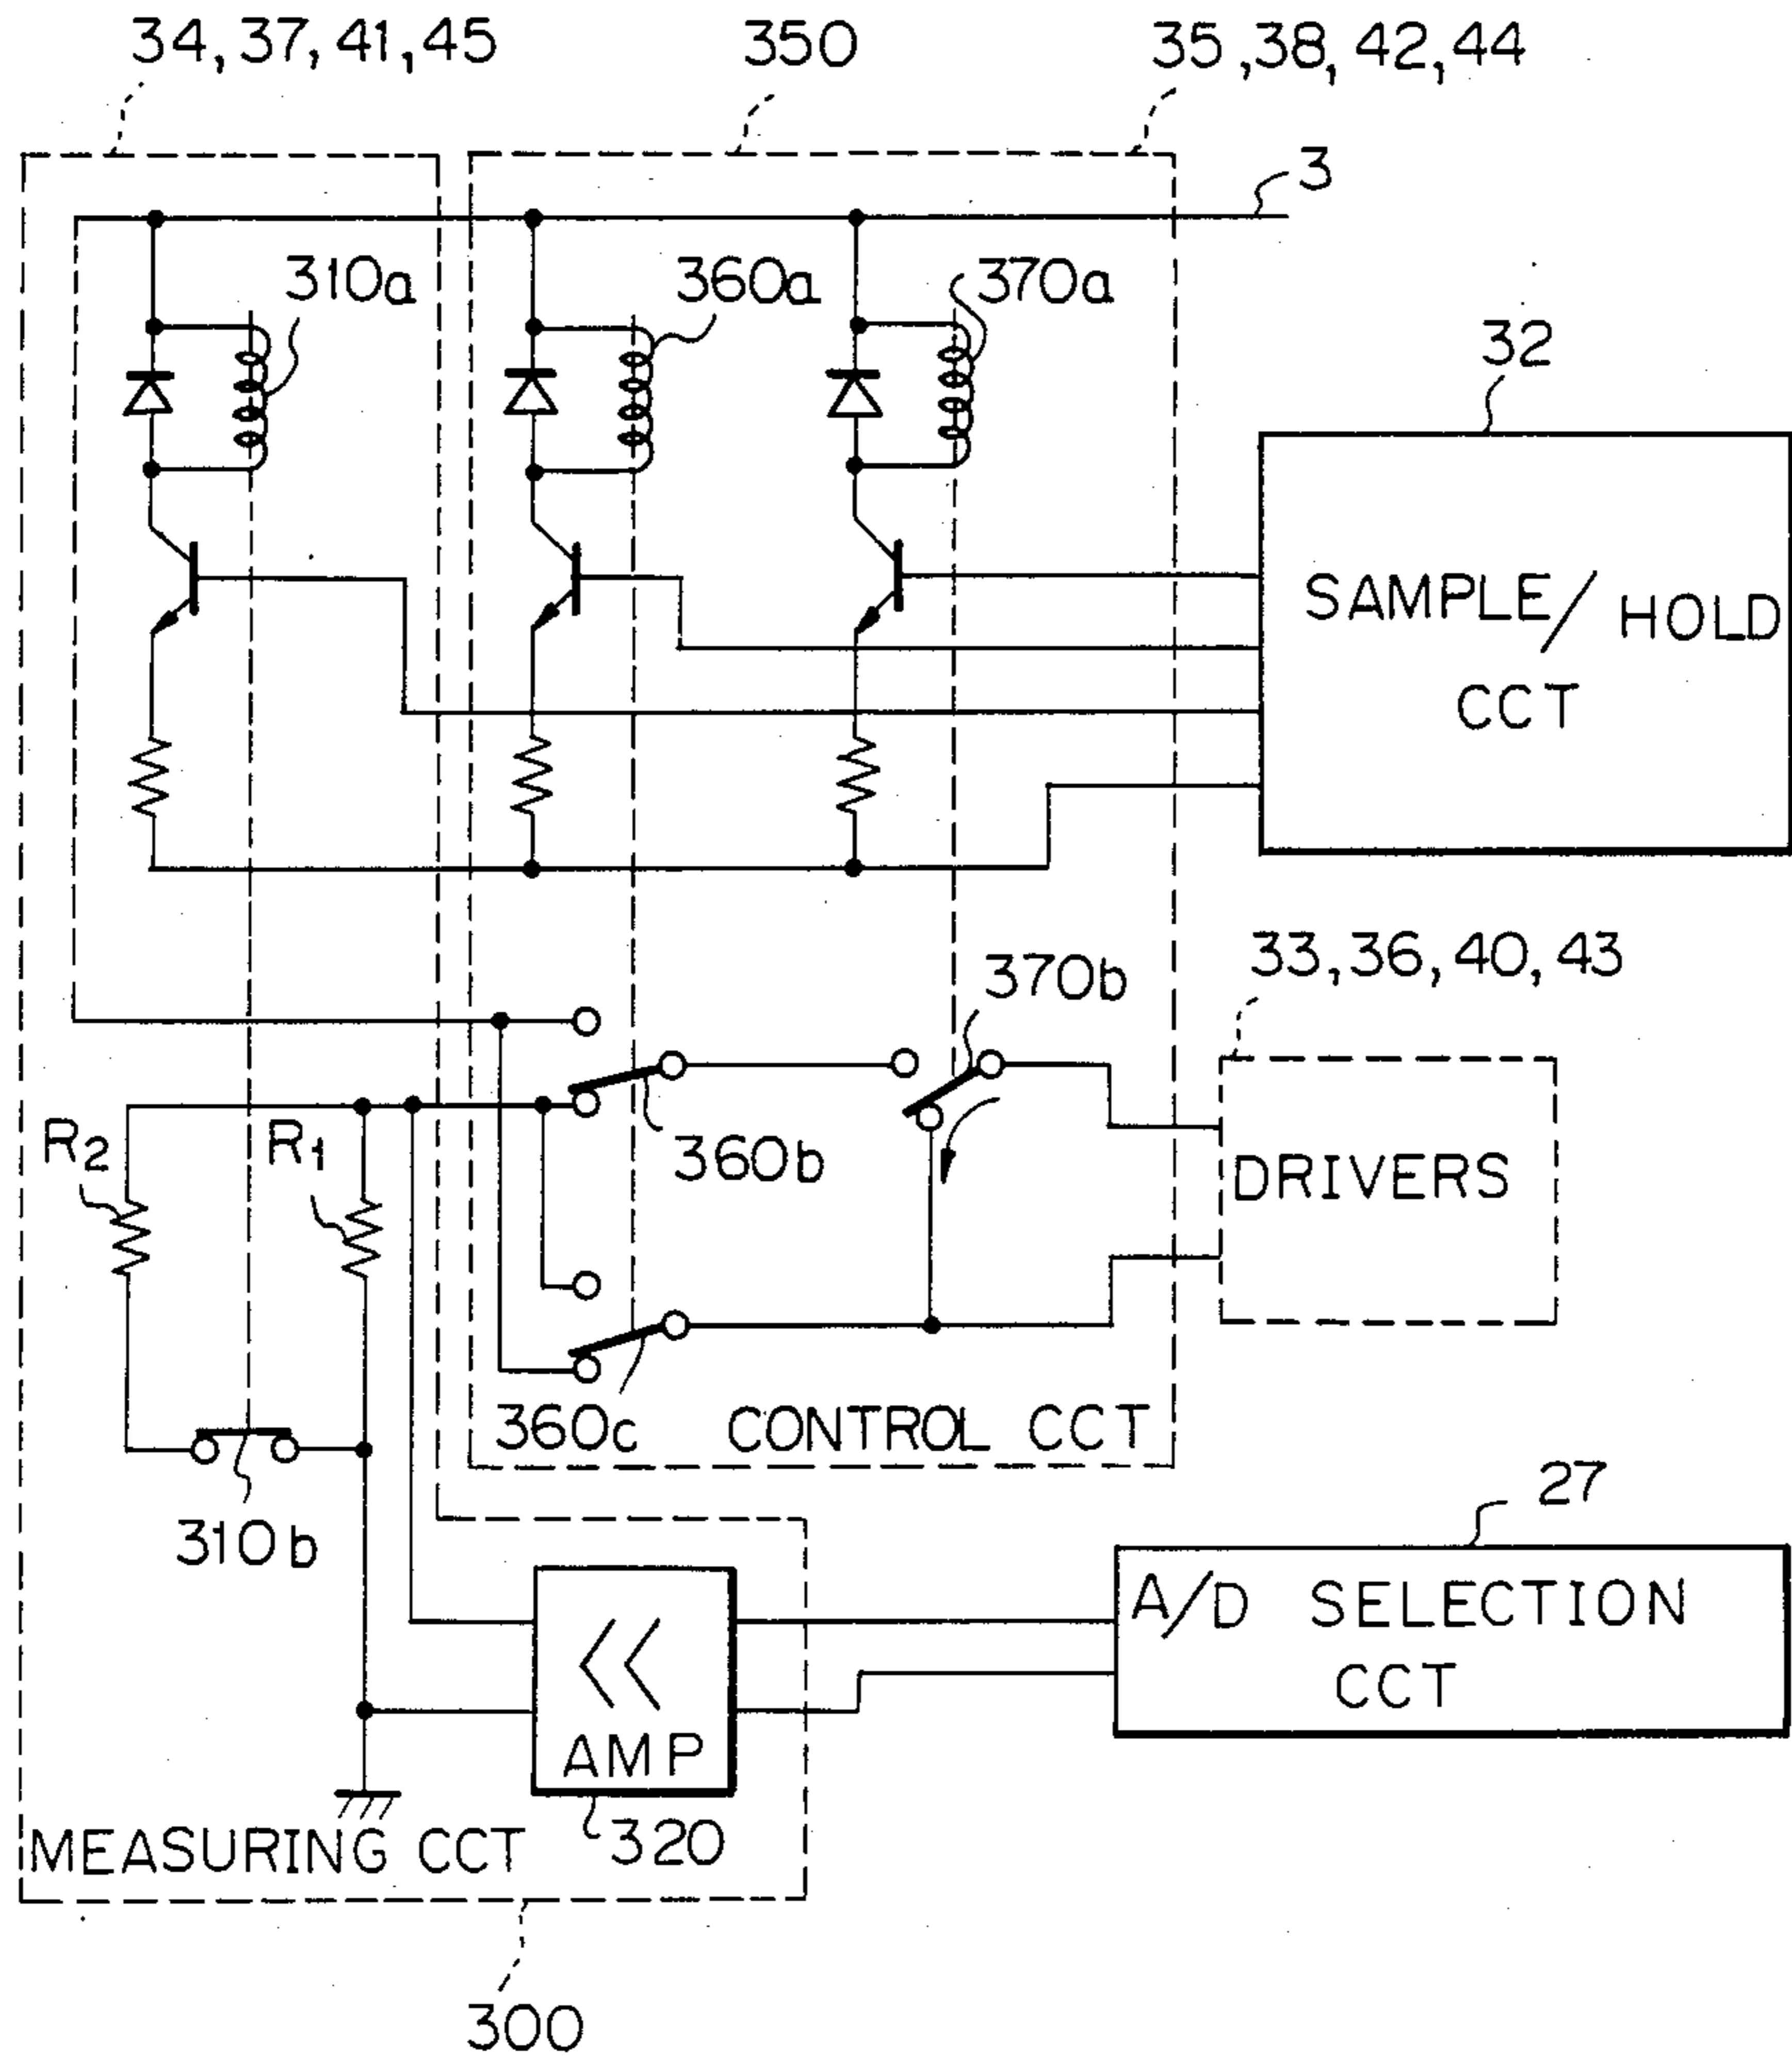 34, 37, 41, 45
350
35, 38, 42, 44
3
310a
360a
370a
32
SAMPLE/HOLD
CCT
33, 36, 40, 43
370b
R2
R1
360b
DRIVERS
360c
CONTROL CCT
310b
27
A/D SELECTION
CCT
AMP
320
MEASURING CCT
300